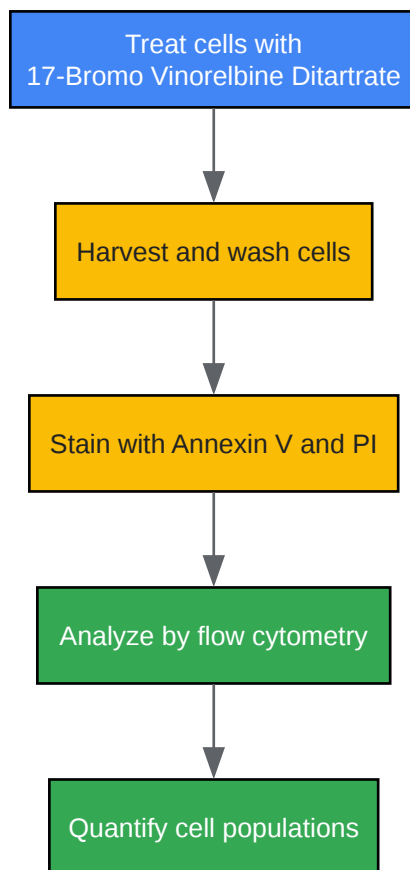 Treat cells with
17-Bromo Vinorelbine Ditartrate
Harvest and wash cells
Stain with Annexin V and PI
Analyze by flow cytometry
Quantify cell populations